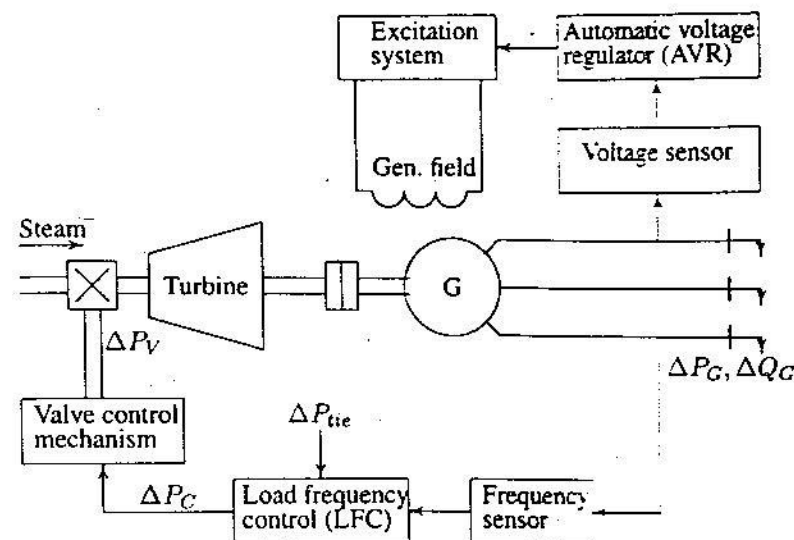 Excitation
system
Automatic voltage
regulator (AVR)
Gen. field
Voltage sensor
Steam
Turbine
G
ΔP_V
ΔP_G, ΔQ_G
Valve control
mechanism
ΔP_tie
ΔP_C
Load frequency
control (LFC)
Frequency
sensor